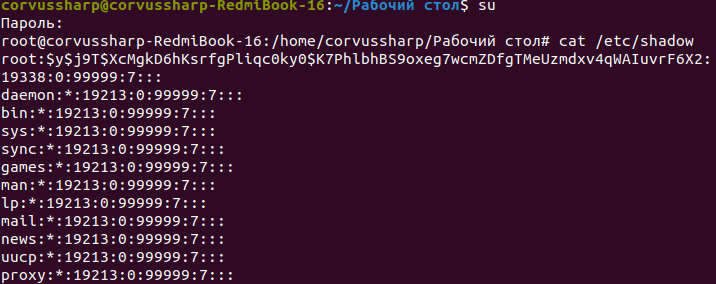 corvussharp@corvussharp-RedmiBook-16:~/Рабочий стол$ su
Пароль:
root@corvussharp-RedmiBook-16:/home/corvussharp/Рабочий стол# cat /etc/shadow
root:$y$j9T$XcMgkD6hKsrfgPliqc0ky0$K7PhlbhBS9oxeg7wcmZDfgTMeUzmdxv4qWAIuvrF6X2:
19338:0:99999:7:::
daemon:*:19213:0:99999:7:::
bin:*:19213:0:99999:7:::
sys:*:19213:0:99999:7:::
sync:*:19213:0:99999:7:::
games:*:19213:0:99999:7:::
man:*:19213:0:99999:7:::
lp:*:19213:0:99999:7:::
mail:*:19213:0:99999:7:::
news:*:19213:0:99999:7:::
uucp:*:19213:0:99999:7:::
proxy:*:19213:0:99999:7:::